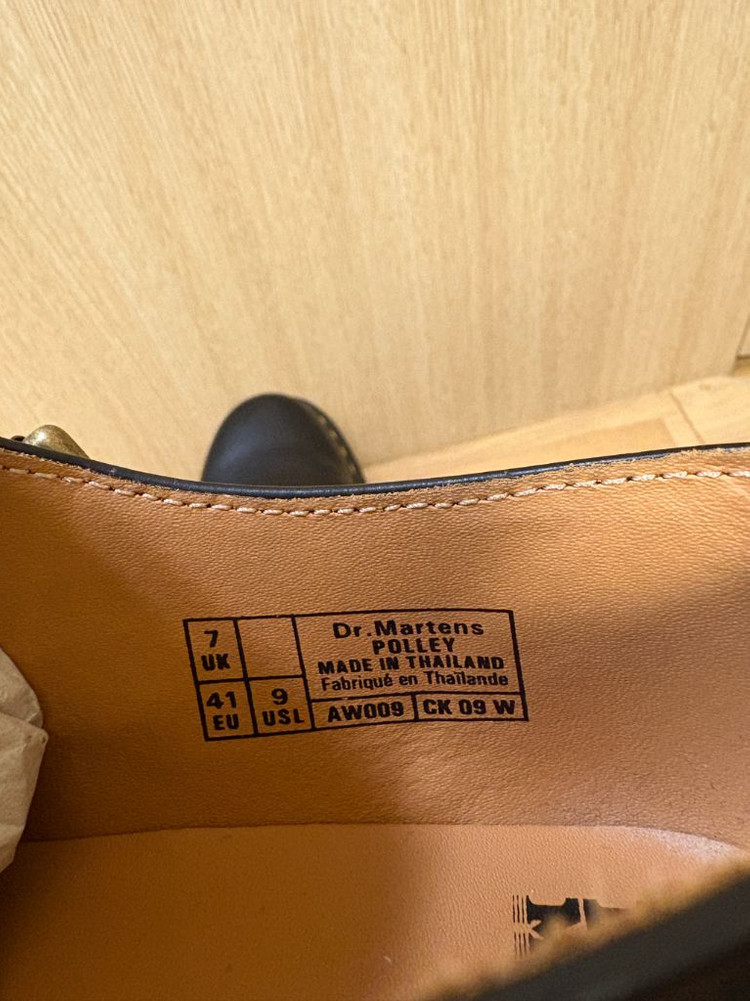 7
UK
41
EU
9
USL
Dr.Martens
POLLEY
MADE IN THAILAND
Fabriqué en Thaïlande
AW009
CK 09 W